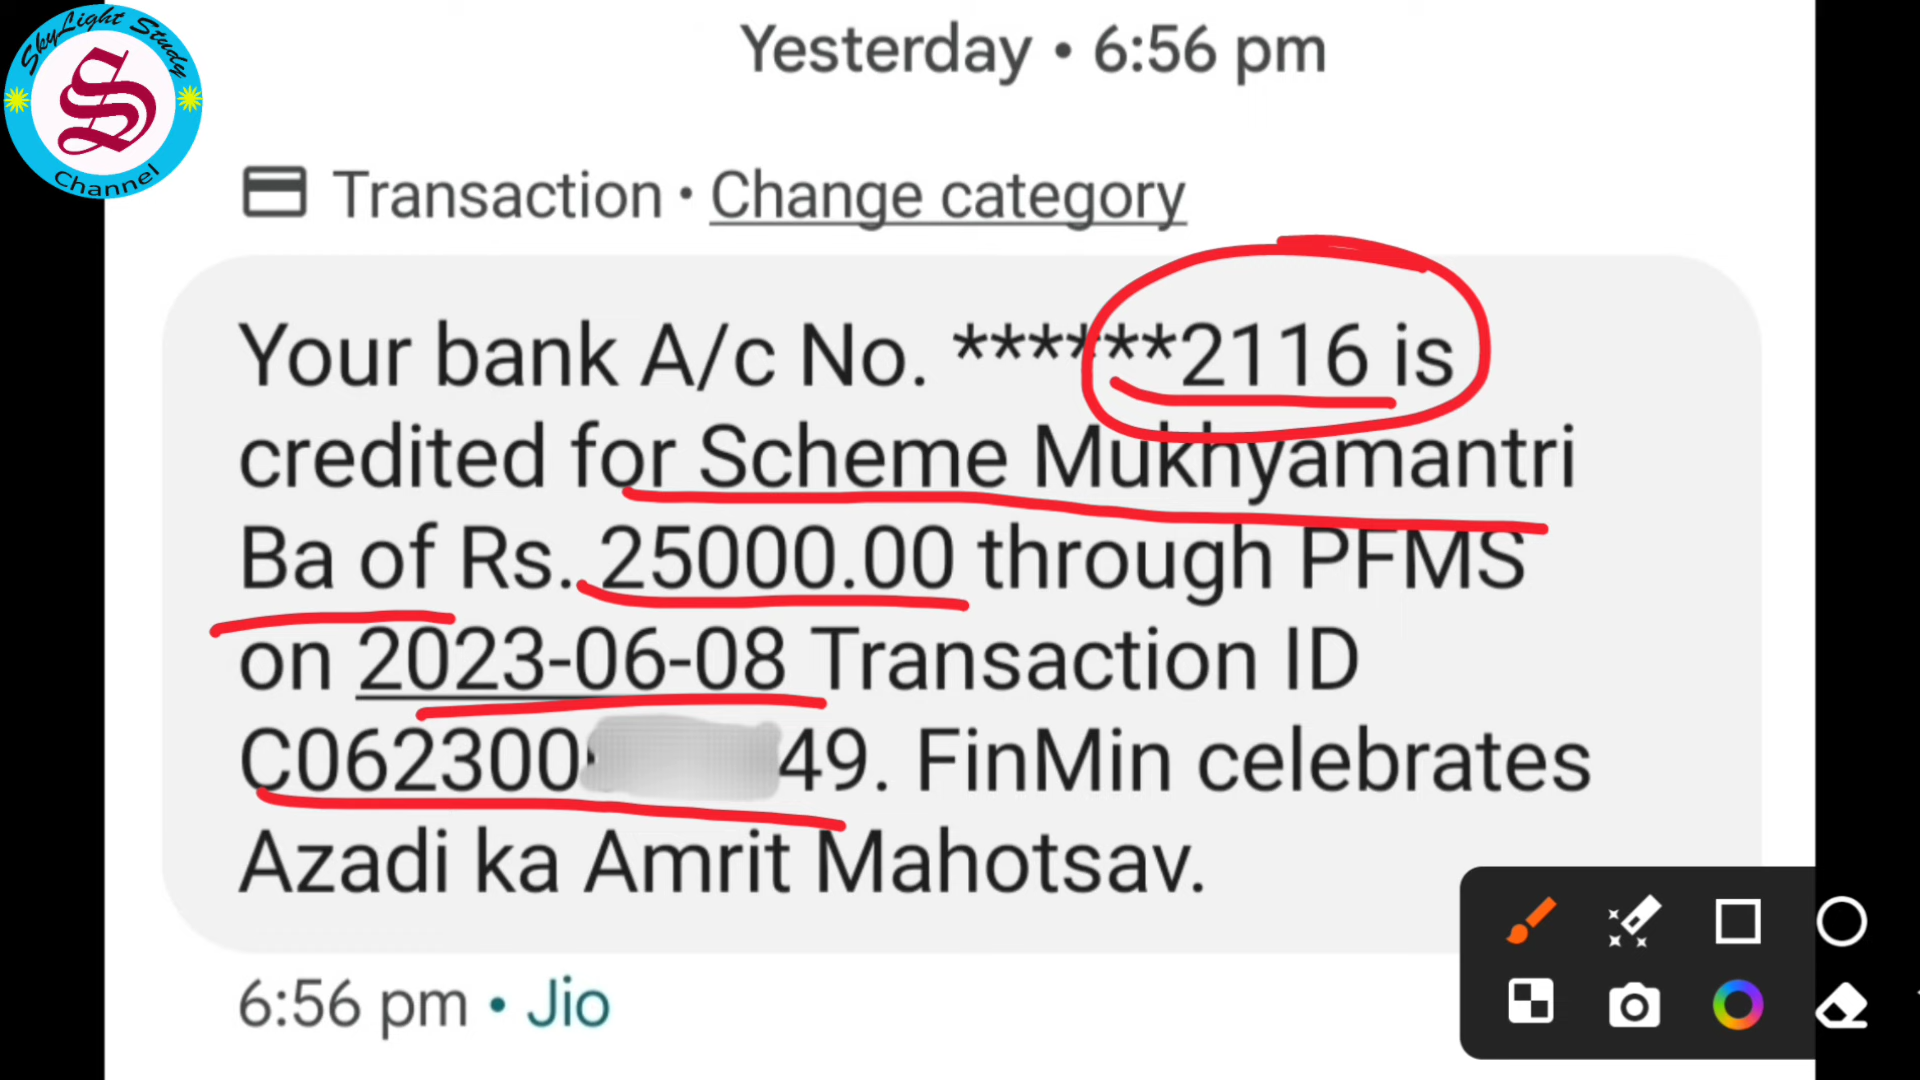 SkyLight Study
S
Channel
Yesterday • 6:56 pm
Transaction • Change category
Your bank A/c No. ******2116 is
credited for Scheme Mukhyamantri
Ba of Rs. 25000.00 through PFMS
on 2023-06-08 Transaction ID
C062300 49. FinMin celebrates
Azadi ka Amrit Mahotsav.
6:56 pm • Jio